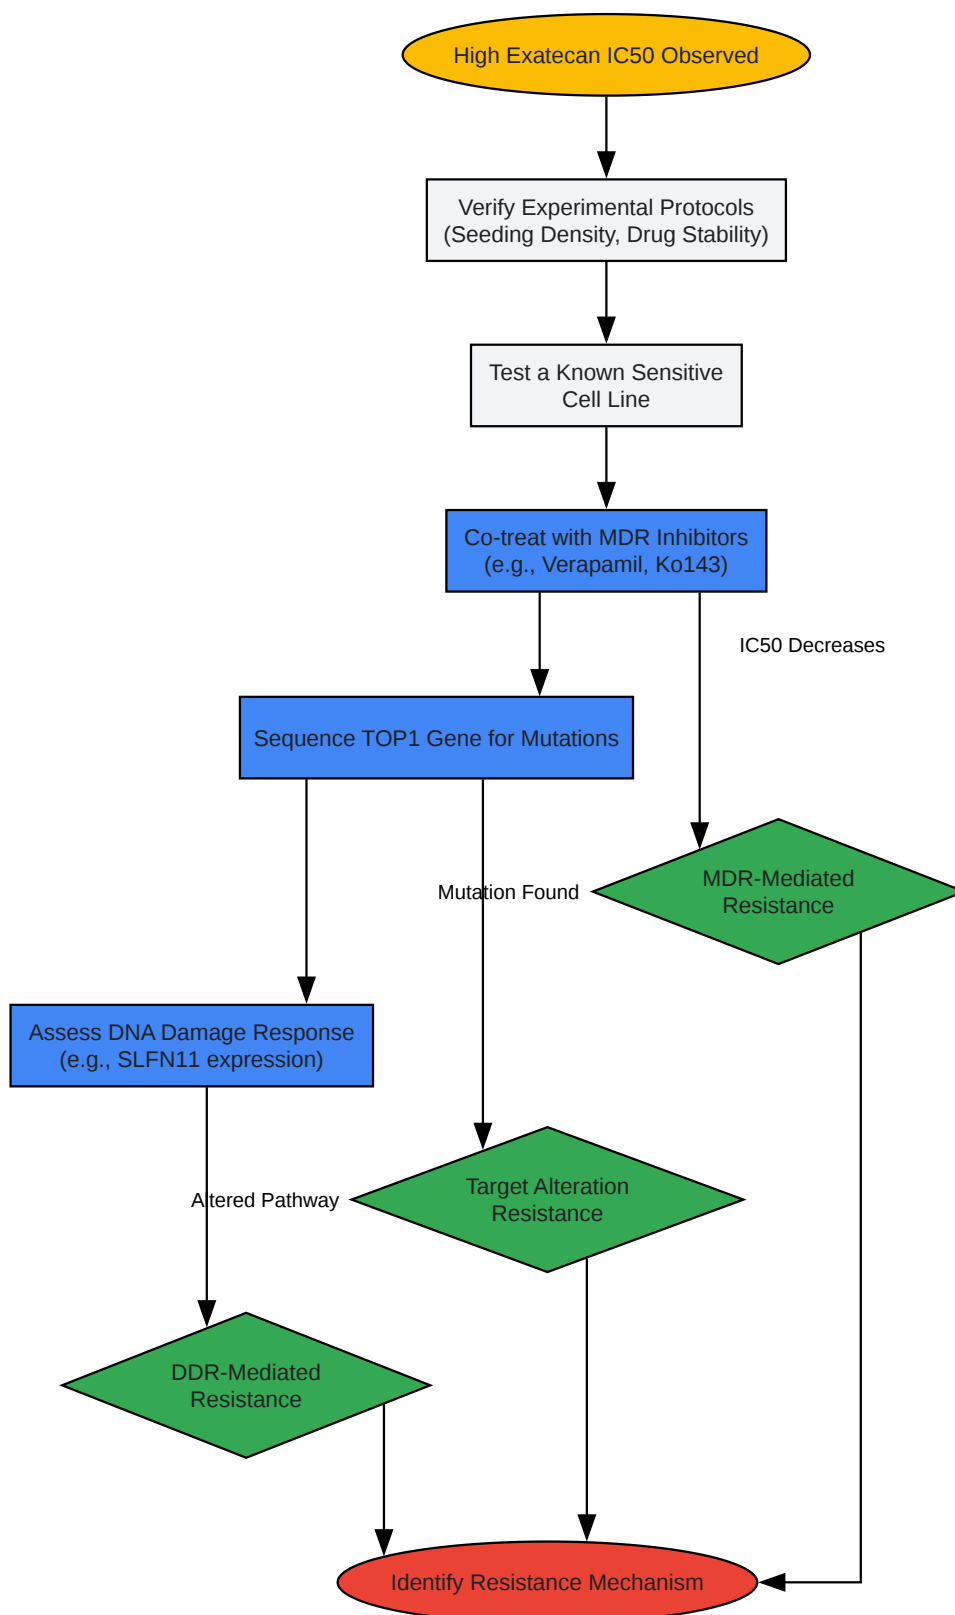 High Exatecan IC50 Observed
Verify Experimental Protocols
(Seeding Density, Drug Stability)
Test a Known Sensitive
Cell Line
Co-treat with MDR Inhibitors
(e.g., Verapamil, Ko143)
IC50 Decreases
Sequence TOP1 Gene for Mutations
Mutation Found
MDR-Mediated
Resistance
Assess DNA Damage Response
(e.g., SLFN11 expression)
Altered Pathway
Target Alteration
Resistance
DDR-Mediated
Resistance
Identify Resistance Mechanism